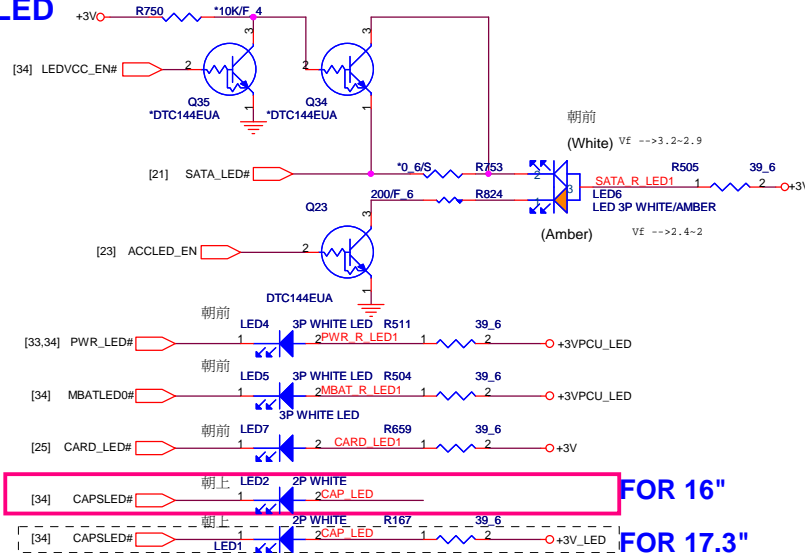 LED
+3V R750 *10K/F_4
3 3
[34] LEDVCC_EN# 2 2
Q35 Q34
*DTC144EUA *DTC144EUA
1 1
朝前
(White) Vf -->3.2~2.9
[21] SATA_LED# *0_6/S R753 2 SATA_R_LED1 R505 39_6
3 1 2 +3V
200/F_6 R824 1 LED6
LED 3P WHITE/AMBER
Q23 3
(Amber) Vf -->2.4~2
[23] ACCLED_EN 2
1
DTC144EUA
朝前
LED4 3P WHITE LED R511 39_6
[33,34] PWR_LED# 1 2 PWR_R_LED1 1 2 +3VPCU_LED
朝前
LED5 3P WHITE LED R504 39_6
[34] MBATLED0# 1 2 MBAT_R_LED1 1 2 +3VPCU_LED
3P WHITE LED
朝前 LED7 R659 39_6
[25] CARD_LED# 1 2 CARD_LED1 1 2 +3V
朝上 LED2 2P WHITE
[34] CAPSLED# 1 2 CAP_LED
FOR 16"
朝上 2P WHITE R167 39_6
[34] CAPSLED# 1 2 CAP_LED 1 2 +3V_LED
LED1
FOR 17.3"